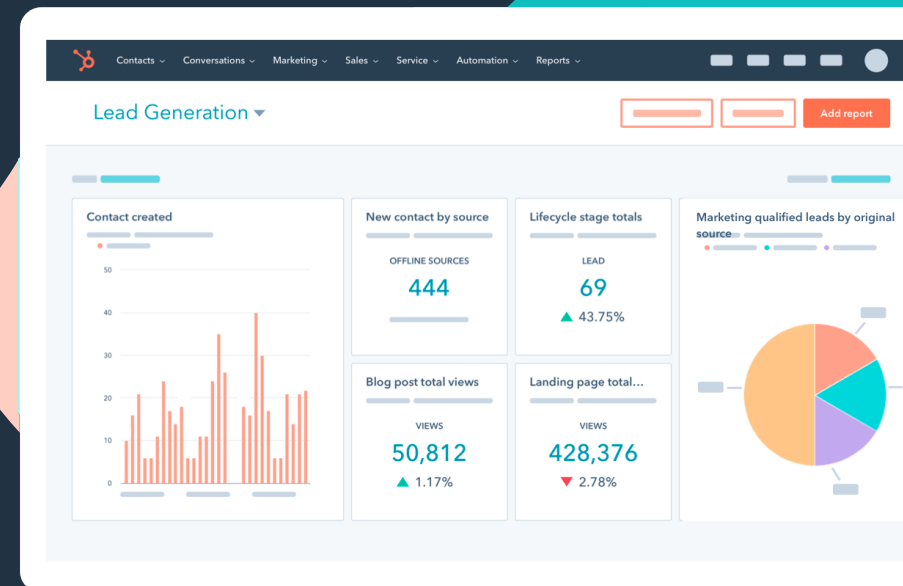 Contacts Conversations Marketing Sales Service Automation Reports
Lead Generation
Add report
Contact created
50
40
30
20
10
0
New contact by source
OFFLINE SOURCES
444
Lifecycle stage totals
LEAD
69
43.75%
Marketing qualified leads by original
source
Blog post total views
VIEWS
50,812
1.17%
Landing page total...
VIEWS
428,376
2.78%